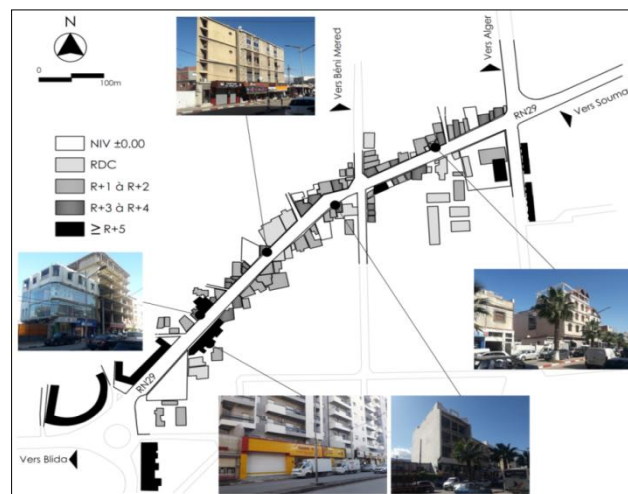 N
0
100m
Vers Béni Mered
Vers Alger
Vers Souma
RN29
NIV ±0.00
RDC
R+1 à R+2
R+3 à R+4
≥ R+5
RN29
Vers Blida